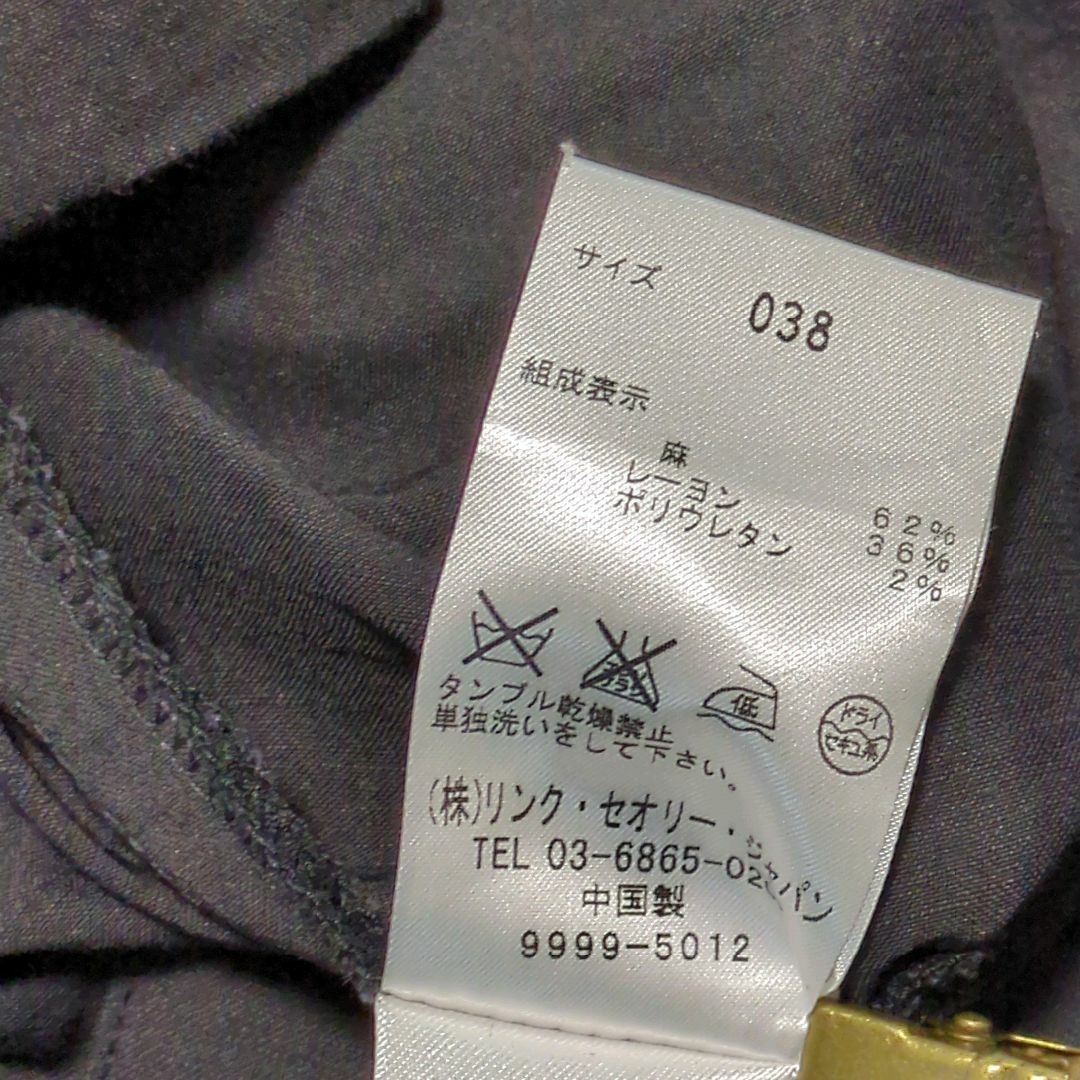 サイズ 038
組成表示
麻 62%
レーヨン 36%
ポリウレタン 2%
低
ドライ
セキユ系
タンブル乾燥禁止
単独洗いをして下さい。
(株)リンク・セオリー・ジャパン
TEL 03-6865-02
中国製
9999-5012